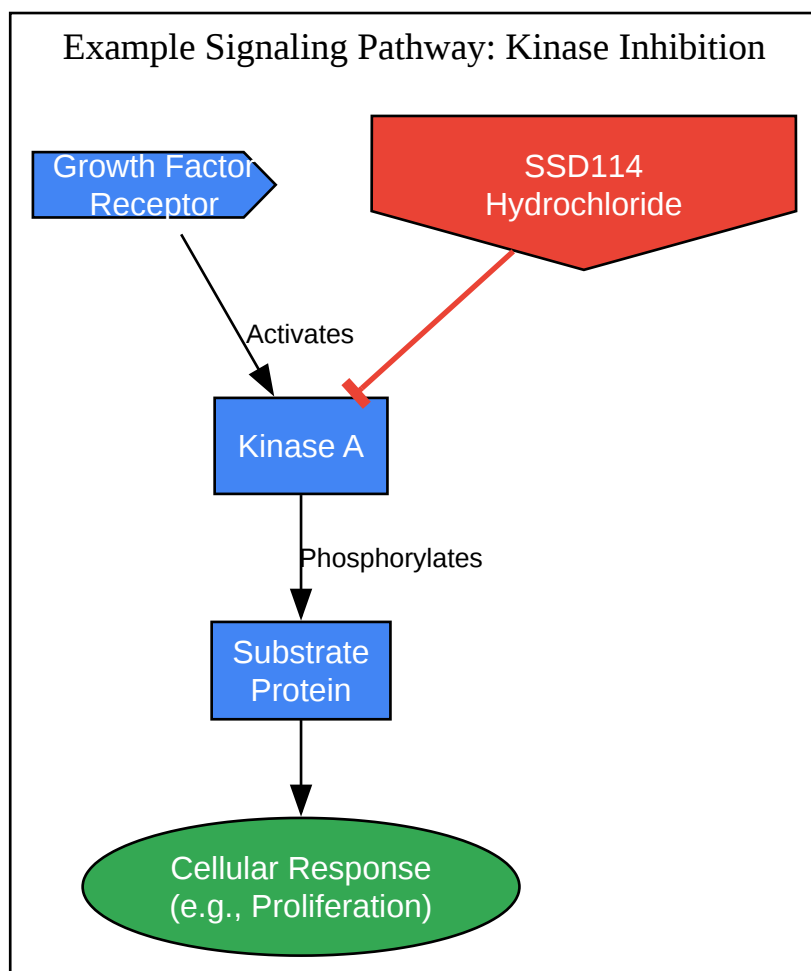 Example Signaling Pathway: Kinase Inhibition
Growth Factor
Receptor
SSD114
Hydrochloride
Activates
Kinase A
Phosphorylates
Substrate
Protein
Cellular Response
(e.g., Proliferation)